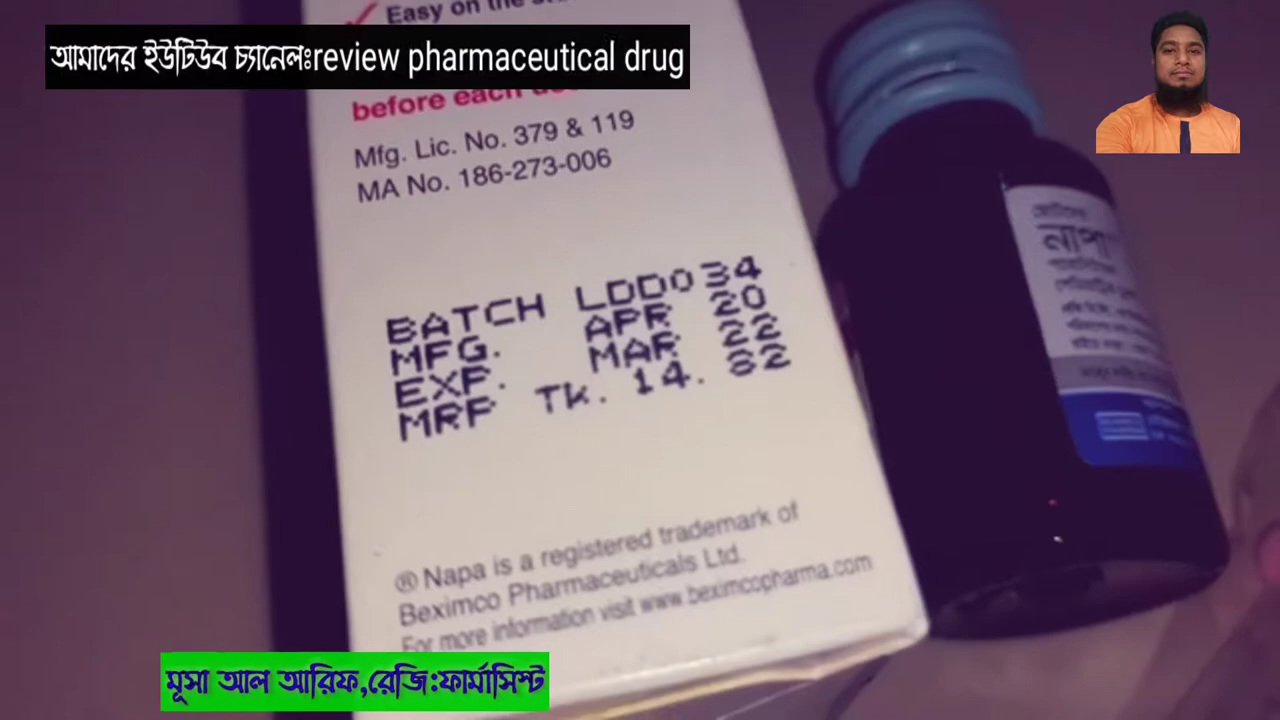 Easy on the
আমাদের ইউটিউব চ্যানেলঃreview pharmaceutical drug
before each
Mfg. Lic. No. 379 & 119
MA No. 186-273-006
BATCH LDD034
MFG. APR 20
EXP. MAR 22
MRP Tk. 14. 82
® Napa is a registered trademark of
Beximco Pharmaceuticals Ltd.
For more information visit www.beximcopharma.com
নাপা
মূসা আল আরিফ,রেজি:ফার্মাসিস্ট